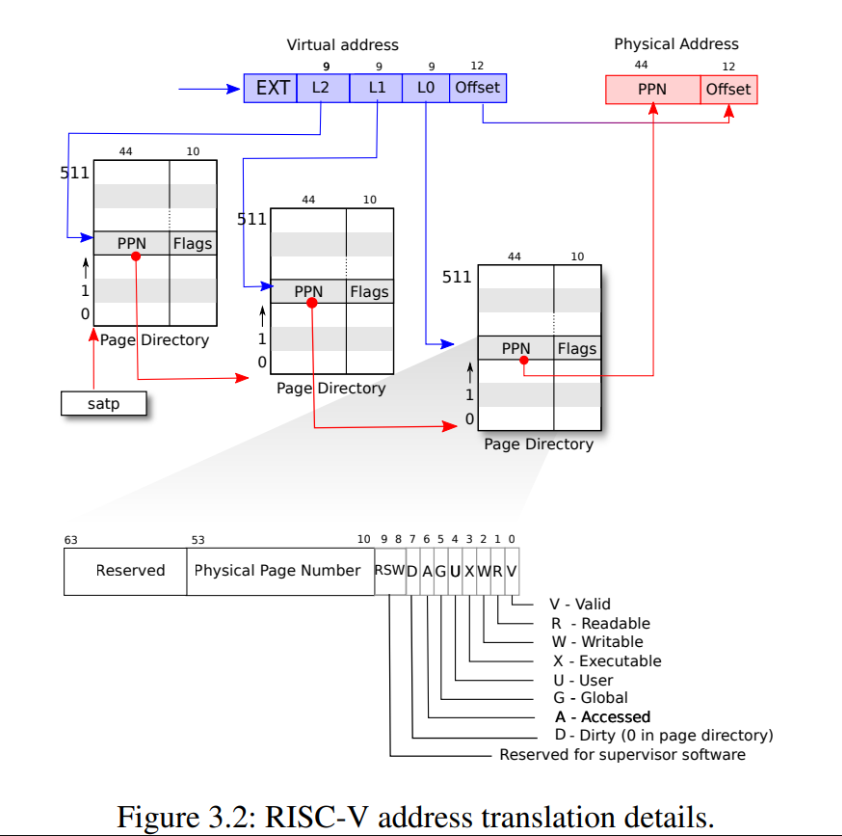 Virtual address
Physical Address
9 9 9 12
44 12
EXT L2 L1 L0 Offset
PPN Offset
44 10
511
PPN Flags
1
0
Page Directory
satp
44 10
511
PPN Flags
1
0
Page Directory
44 10
511
PPN Flags
1
0
Page Directory
63 53 10 9 8 7 6 5 4 3 2 1 0
Reserved Physical Page Number RSW D A G U X W R V
V - Valid
R - Readable
W - Writable
X - Executable
U - User
G - Global
A - Accessed
D - Dirty (0 in page directory)
Reserved for supervisor software
Figure 3.2: RISC-V address translation details.